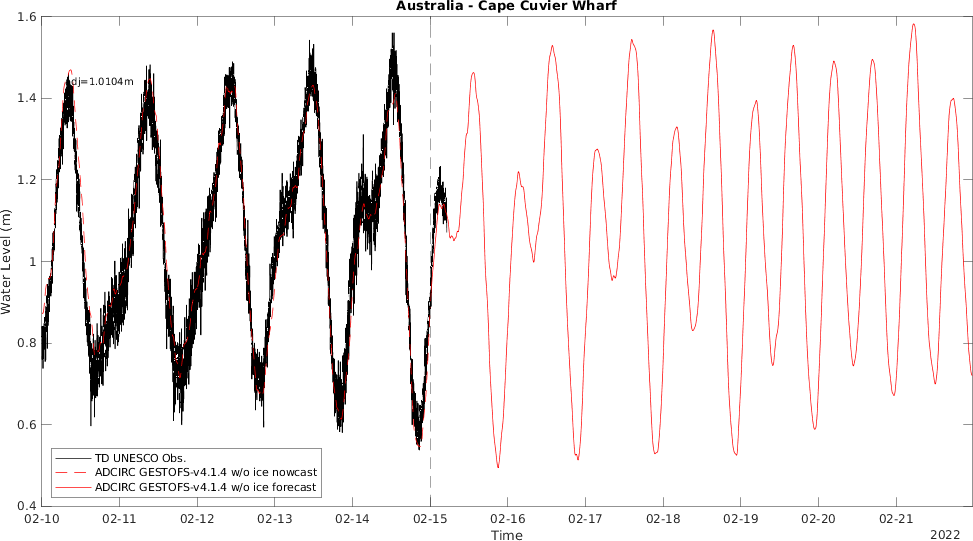 Australia - Cape Cuvier Wharf
1.6
1.4
1.2
1
0.8
0.6
0.4
Water Level (m)
dj=1.0104m
TD UNESCO Obs.
ADCIRC GESTOFS-v4.1.4 w/o ice nowcast
ADCIRC GESTOFS-v4.1.4 w/o ice forecast
02-10 02-11 02-12 02-13 02-14 02-15 02-16 02-17 02-18 02-19 02-20 02-21
Time
2022